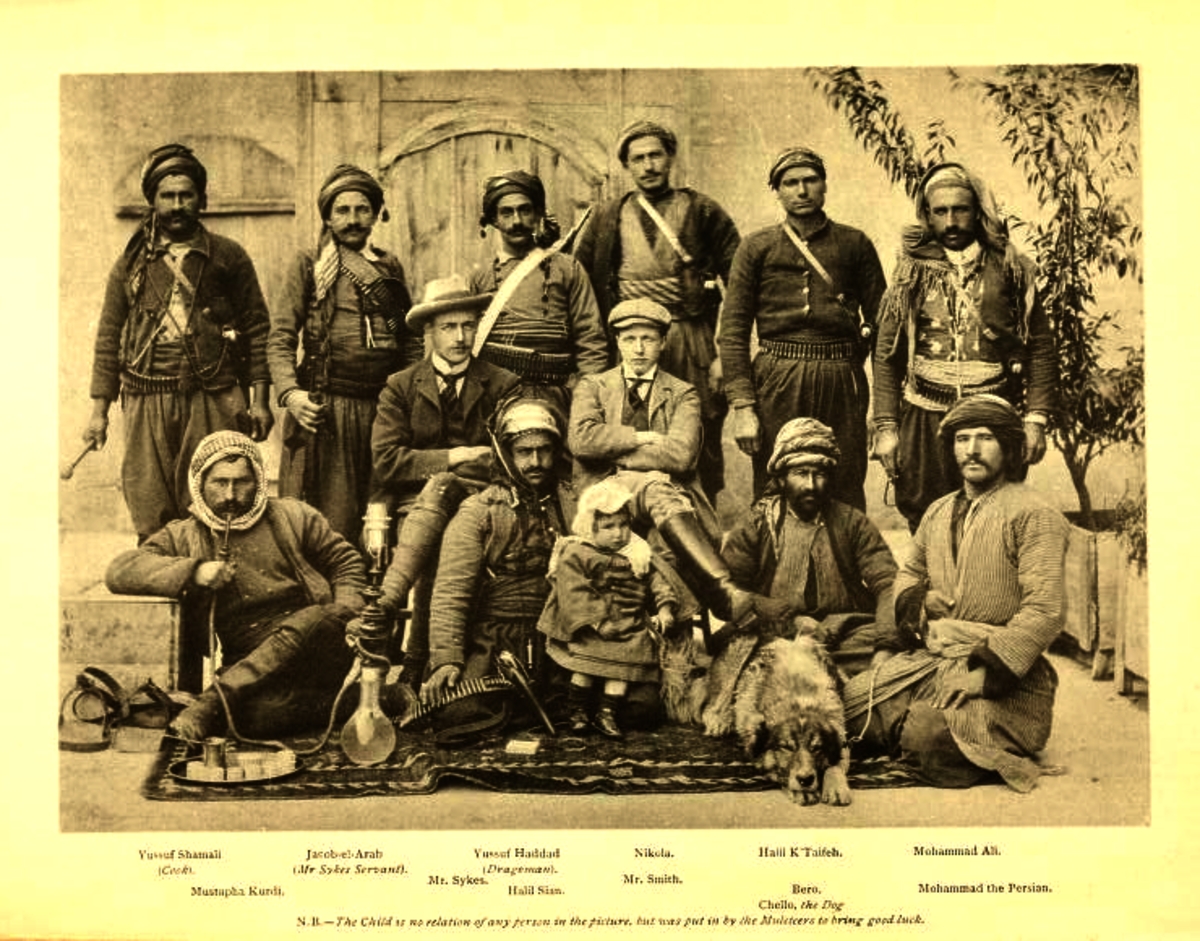 Yussuf Shamali Jacob-el-Arab Yussuf Haddad Nikola. Halil K'Taifeh. Mohammad Ali.
(Cook). (Mr Sykes Servant). (Dragoman).
Mr. Sykes. Mr. Smith.
Mustapha Kurdi. Halil Sian. Bero. Mohammad the Persian.
Chello, the Dog
N.B.—The Child is no relation of any person in the picture, but was put in by the Muleteers to bring good luck.